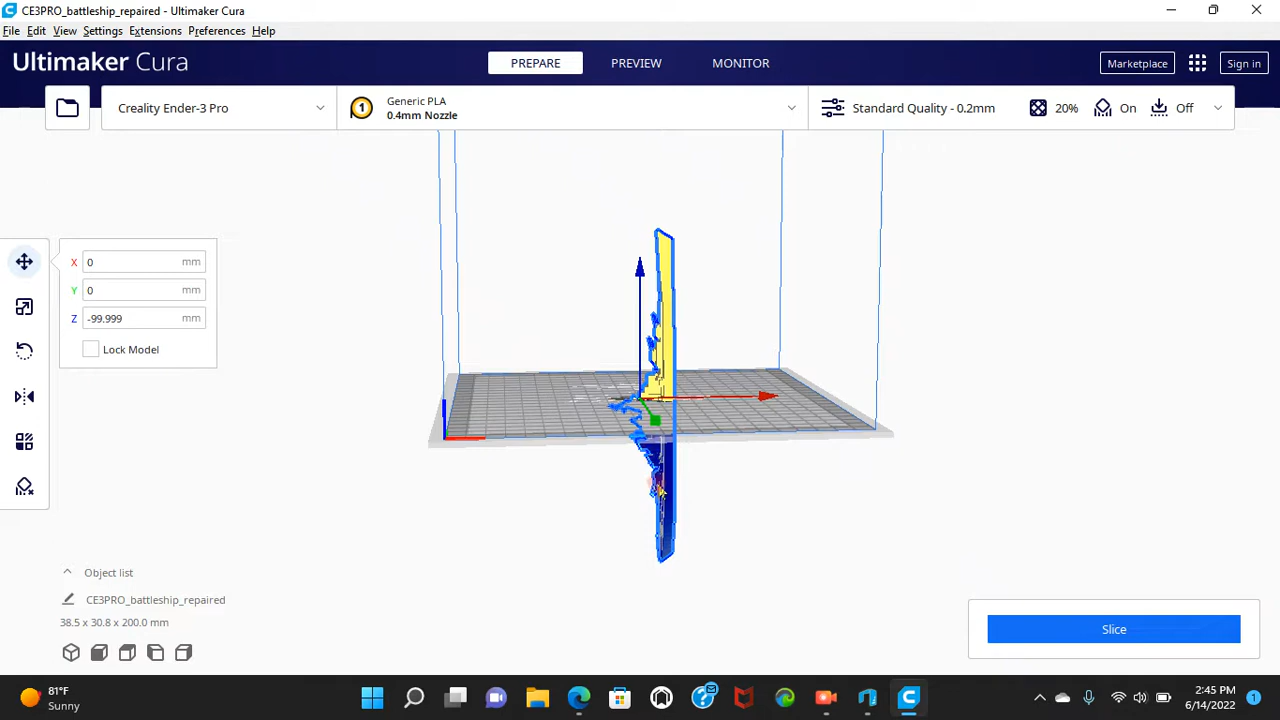 CE3PRO_battleship_repaired - Ultimaker Cura
File Edit View Settings Extensions Preferences Help
Ultimaker Cura
PREPARE PREVIEW MONITOR
Marketplace
Sign in
Creality Ender-3 Pro
1
Generic PLA
0.4mm Nozzle
Standard Quality - 0.2mm
20%
On
Off
X 0 mm
Y 0 mm
Z -99.999 mm
Lock Model
Object list
CE3PRO_battleship_repaired
38.5 x 30.8 x 200.0 mm
Slice
81°F
Sunny
2:45 PM
6/14/2022
1